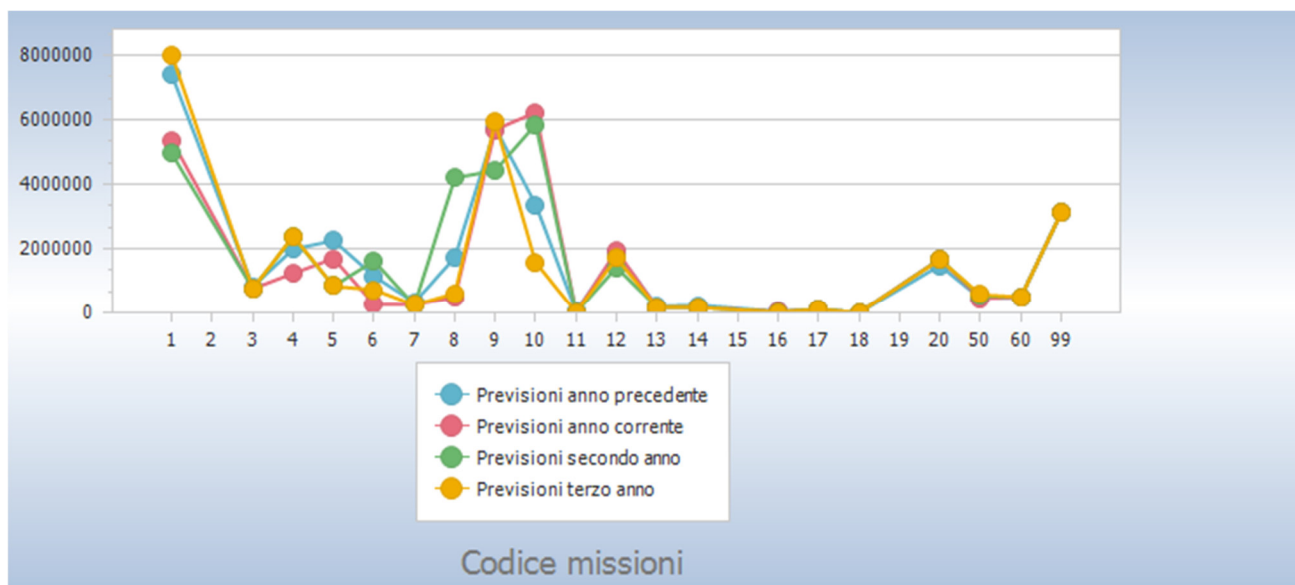 8000000
6000000
4000000
2000000
0
1 2 3 4 5 6 7 8 9 10 11 12 13 14 15 16 17 18 19 20 50 60 99
Previsioni anno precedente
Previsioni anno corrente
Previsioni secondo anno
Previsioni terzo anno
Codice missioni